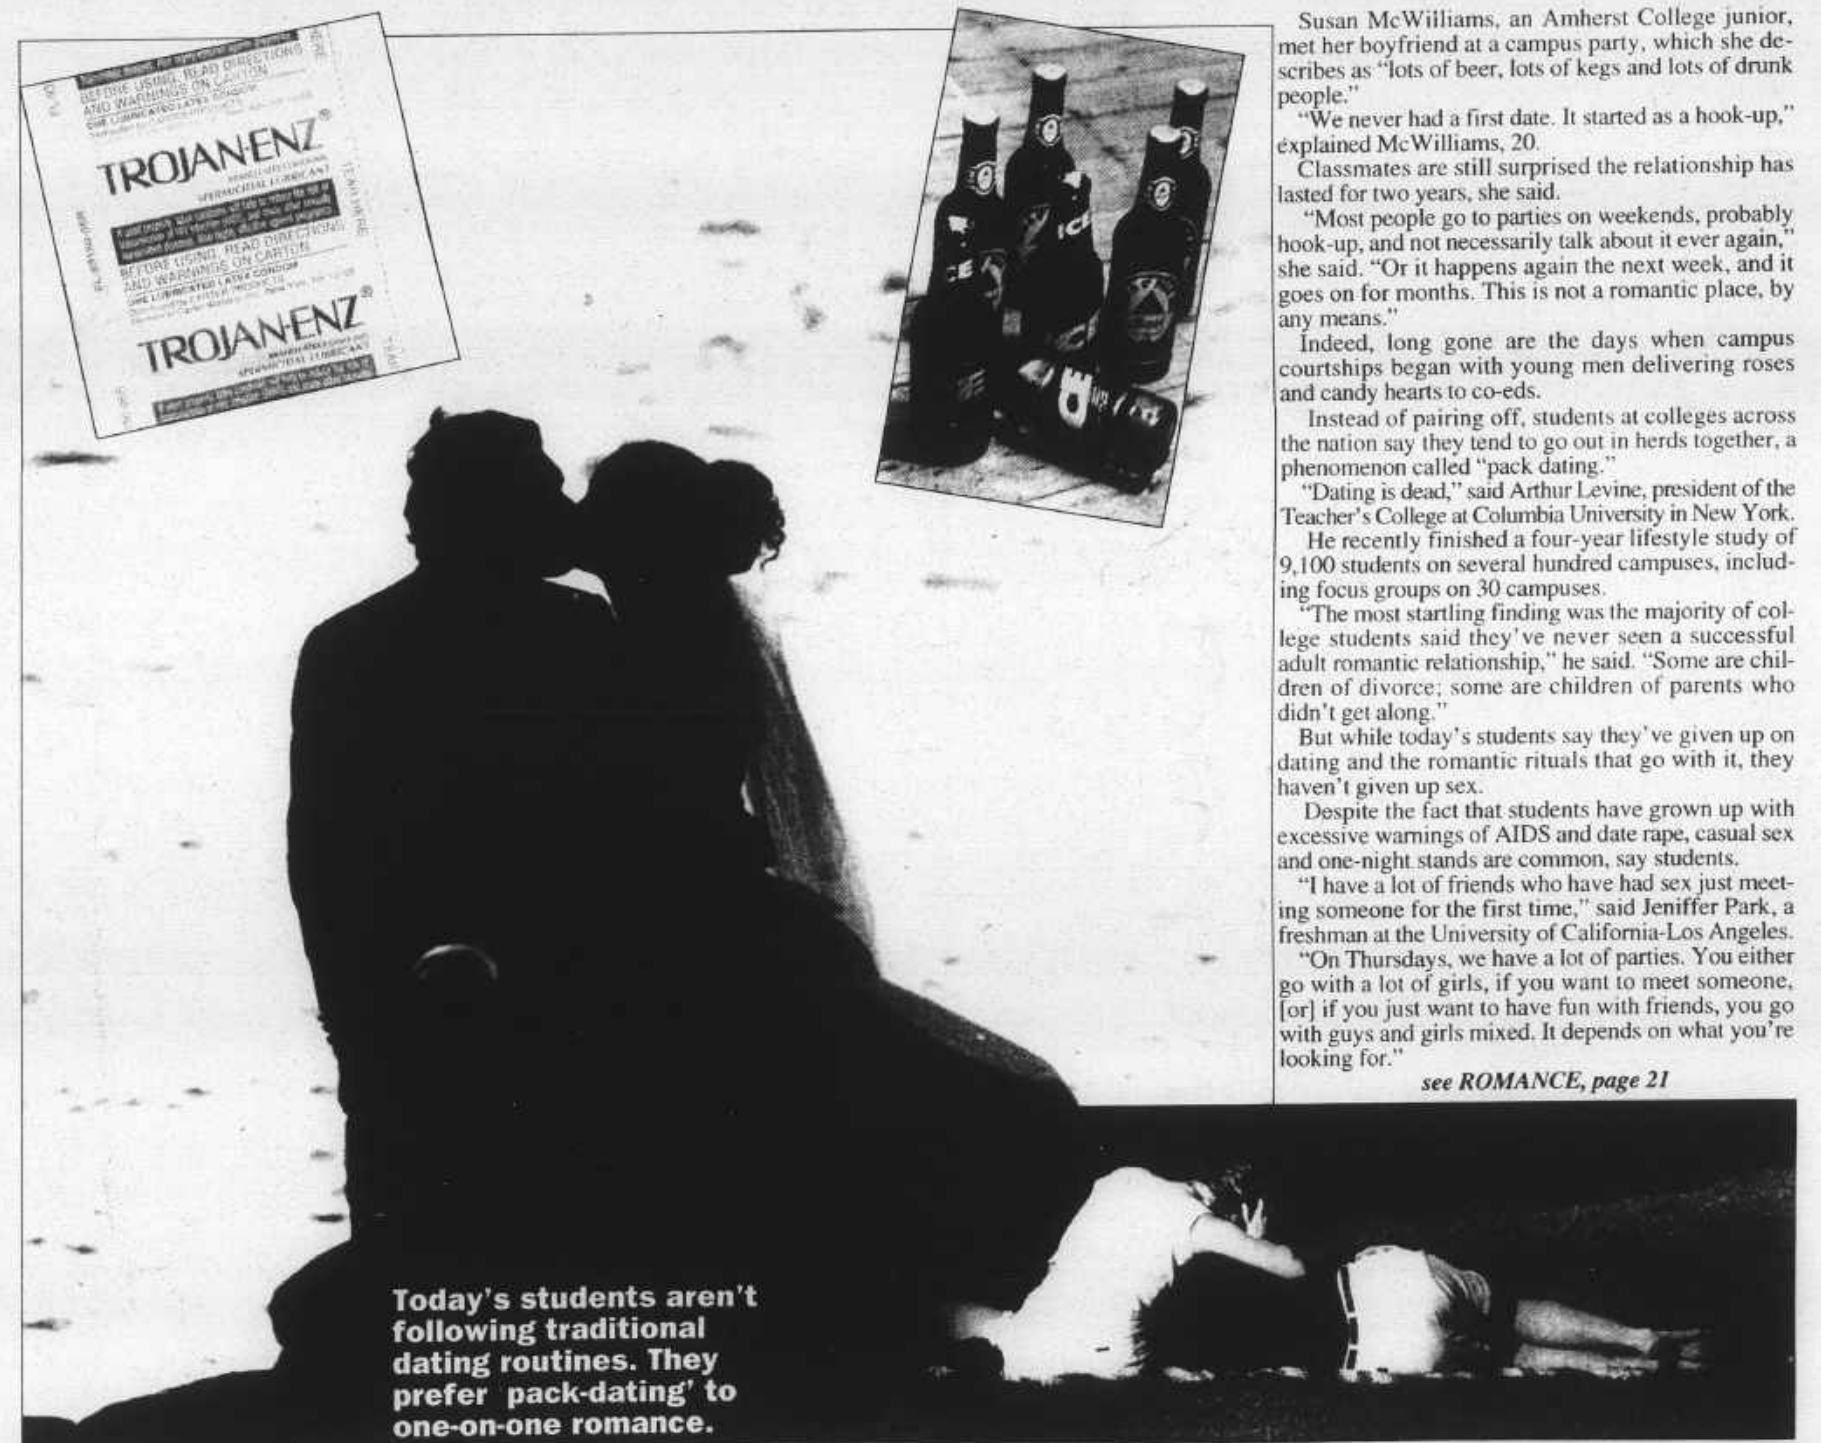 BEFORE USING, READ DIRECTIONS
AND WARNINGS ON CARTON
ONE LUBRICATED LATEX CONDOM
TROJAN-ENZ®
SPERMICIDAL LUBRICANT
TEAR HERE
BEFORE USING, READ DIRECTIONS
AND WARNINGS ON CARTON
ONE LUBRICATED LATEX CONDOM
TROJAN-ENZ®
SPERMICIDAL LUBRICANT
ICE
Susan McWilliams, an Amherst College junior,
met her boyfriend at a campus party, which she de-
scribes as “lots of beer, lots of kegs and lots of drunk
people.”
“We never had a first date. It started as a hook-up,”
explained McWilliams, 20.
Classmates are still surprised the relationship has
lasted for two years, she said.
“Most people go to parties on weekends, probably
hook-up, and not necessarily talk about it ever again,”
she said. “Or it happens again the next week, and it
goes on for months. This is not a romantic place, by
any means.”
Indeed, long gone are the days when campus
courtships began with young men delivering roses
and candy hearts to co-eds.
Instead of pairing off, students at colleges across
the nation say they tend to go out in herds together, a
phenomenon called “pack dating.”
“Dating is dead,” said Arthur Levine, president of the
Teacher's College at Columbia University in New York.
He recently finished a four-year lifestyle study of
9,100 students on several hundred campuses, includ-
ing focus groups on 30 campuses.
“The most startling finding was the majority of col-
lege students said they've never seen a successful
adult romantic relationship,” he said. “Some are chil-
dren of divorce; some are children of parents who
didn't get along.”
But while today's students say they've given up on
dating and the romantic rituals that go with it, they
haven't given up sex.
Despite the fact that students have grown up with
excessive warnings of AIDS and date rape, casual sex
and one-night stands are common, say students.
“I have a lot of friends who have had sex just meet-
ing someone for the first time,” said Jeniffer Park, a
freshman at the University of California-Los Angeles.
“On Thursdays, we have a lot of parties. You either
go with a lot of girls, if you want to meet someone,
[or] if you just want to have fun with friends, you go
with guys and girls mixed. It depends on what you're
looking for.”
see ROMANCE, page 21
Today's students aren't
following traditional
dating routines. They
prefer pack-dating' to
one-on-one romance.